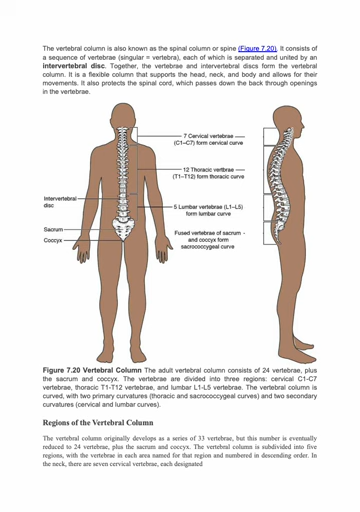 The vertebral column is also known as the spinal column or spine (Figure 7.20). It consists of
a sequence of vertebrae (singular = vertebra), each of which is separated and united by an
intervertebral disc. Together, the vertebrae and intervertebral discs form the vertebral
column. It is a flexible column that supports the head, neck, and body and allows for their
movements. It also protects the spinal cord, which passes down the back through openings
in the vertebrae.
7 Cervical vertebrae
(C1–C7) form cervical curve
12 Thoracic vertbrae
(T1–T12) form thoracic curve
Intervertebral
disc
5 Lumbar vertebrae (L1–L5)
form lumbar curve
Sacrum
Coccyx
Fused vertebrae of sacrum
and coccyx form
sacrococcygeal curve
Figure 7.20 Vertebral Column The adult vertebral column consists of 24 vertebrae, plus
the sacrum and coccyx. The vertebrae are divided into three regions: cervical C1-C7
vertebrae, thoracic T1-T12 vertebrae, and lumbar L1-L5 vertebrae. The vertebral column is
curved, with two primary curvatures (thoracic and sacrococcygeal curves) and two secondary
curvatures (cervical and lumbar curves).
Regions of the Vertebral Column
The vertebral column originally develops as a series of 33 vertebrae, but this number is eventually
reduced to 24 vertebrae, plus the sacrum and coccyx. The vertebral column is subdivided into five
regions, with the vertebrae in each area named for that region and numbered in descending order. In
the neck, there are seven cervical vertebrae, each designated